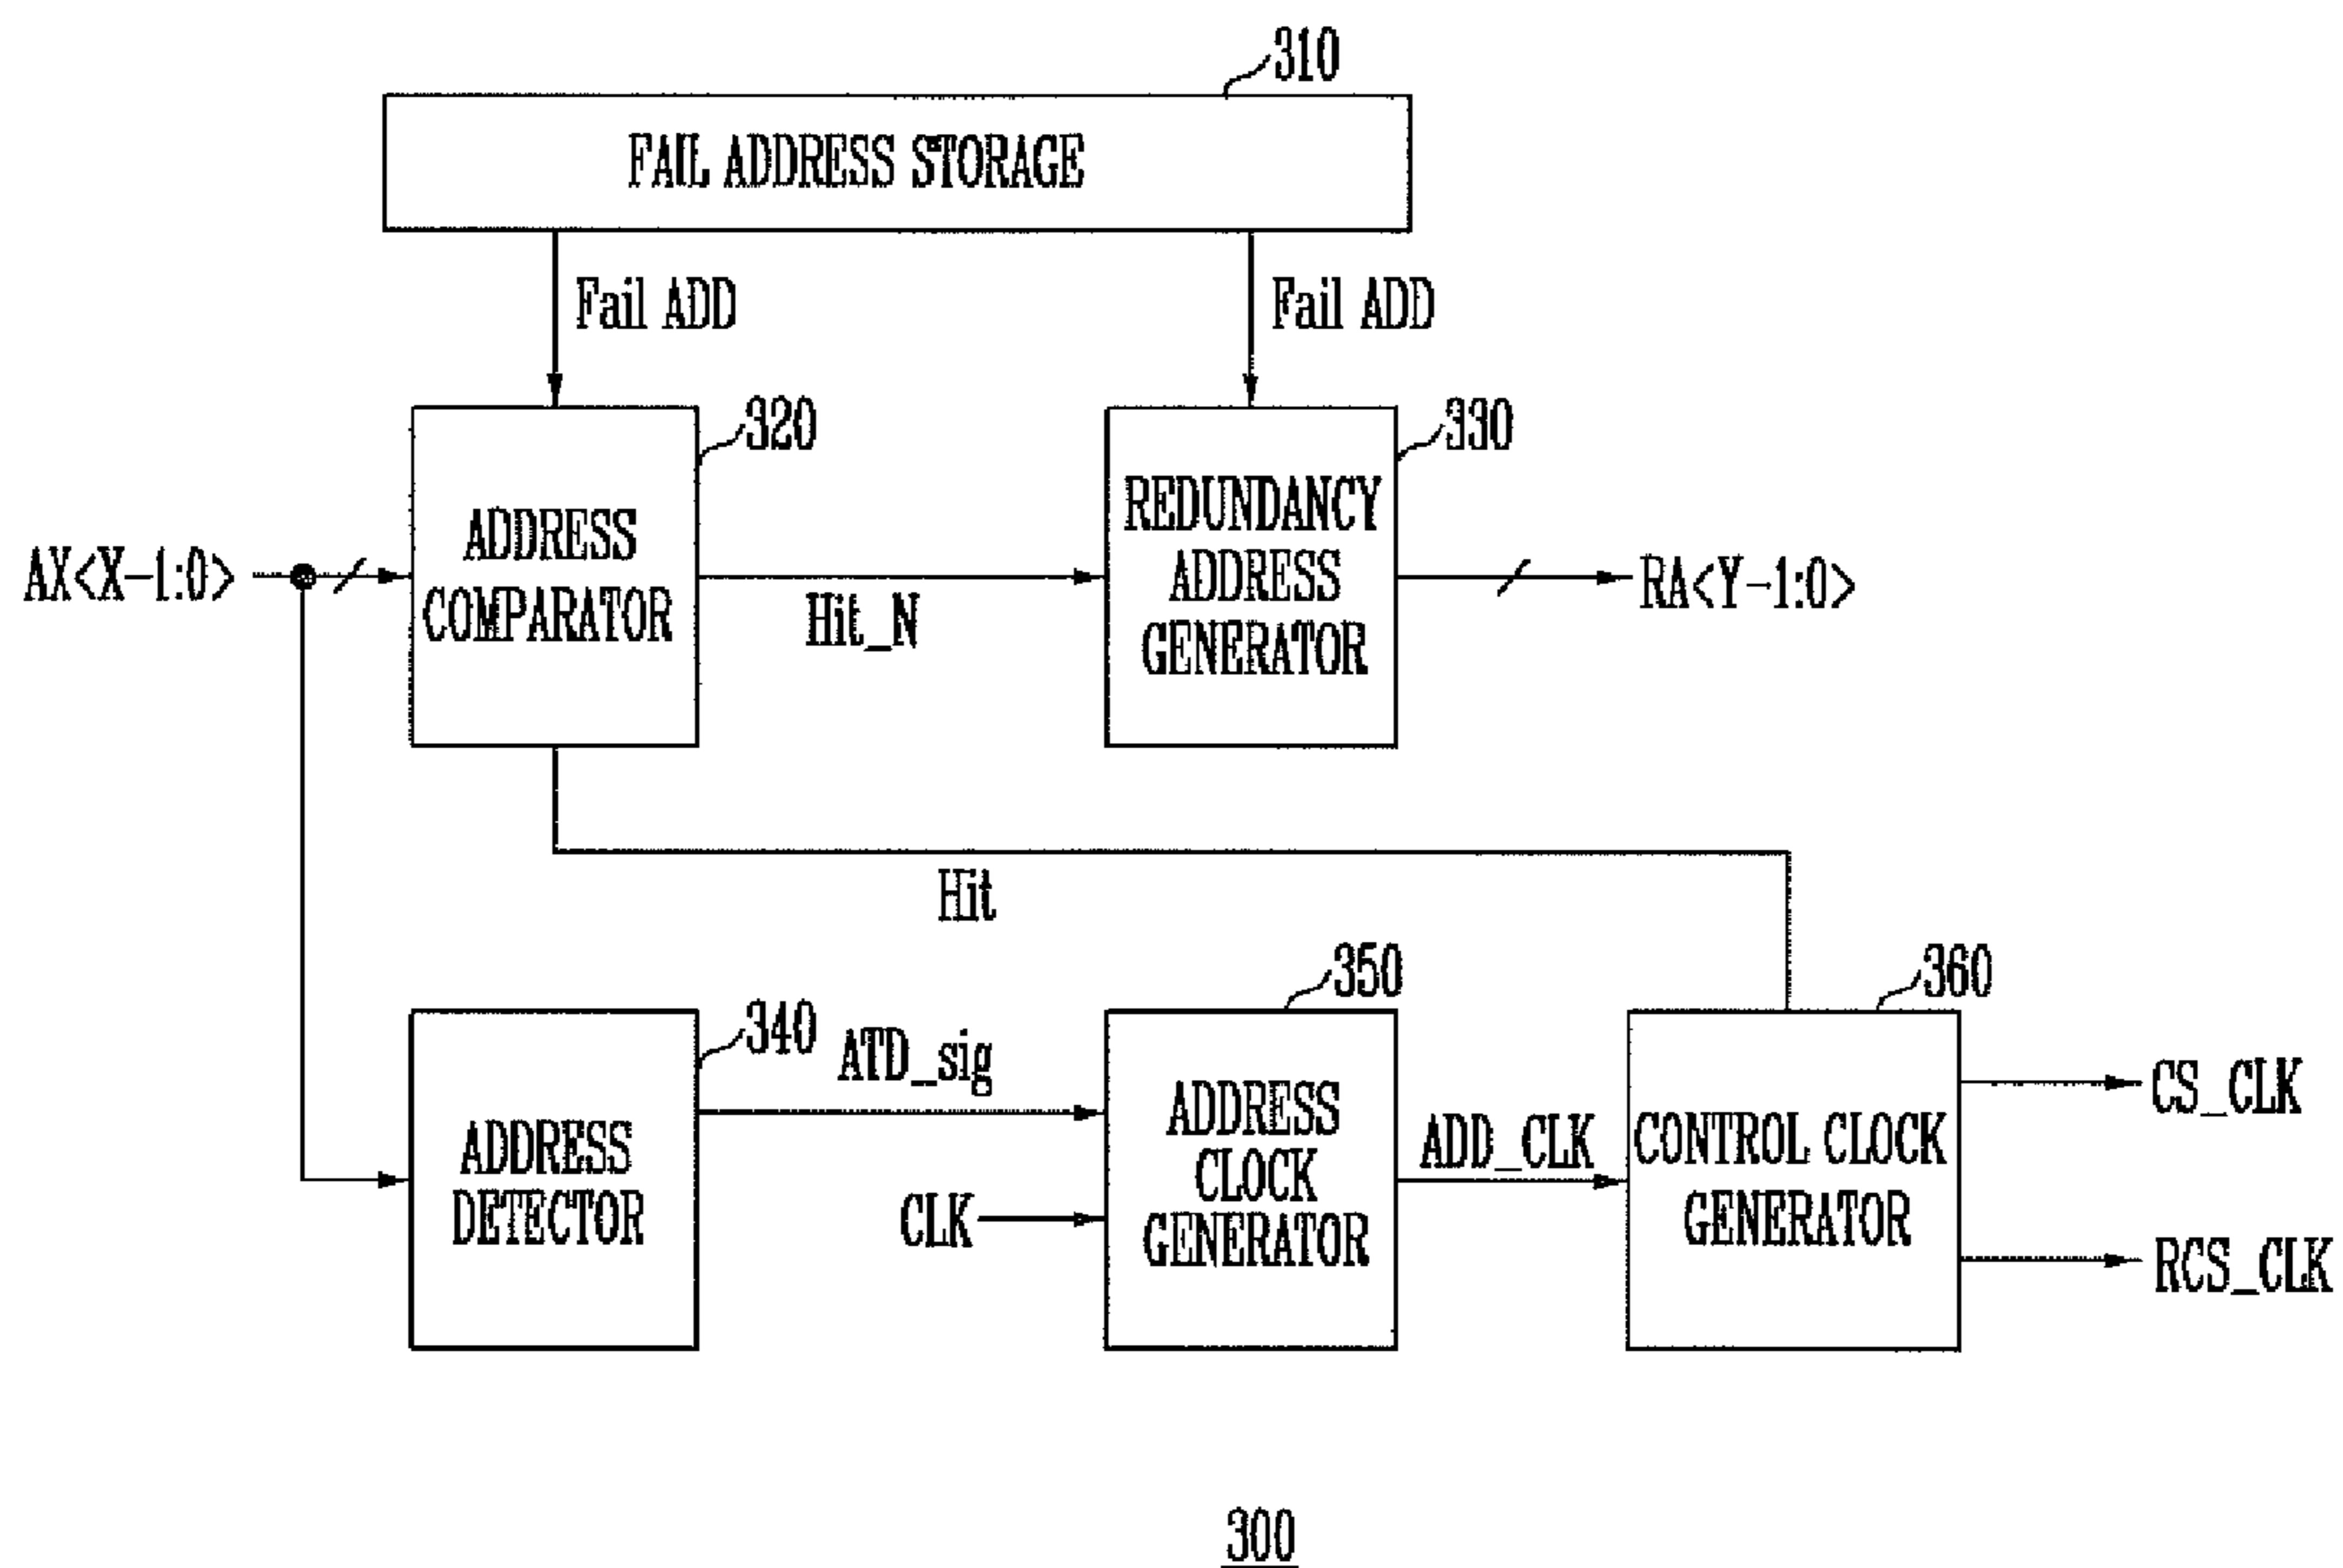 310
FAIL ADDRESS STORAGE
Fail ADD
Fail ADD
320
330
ADDRESS
COMPARATOR
REDUNDANCY
ADDRESS
GENERATOR
AX<X-1:0>
Hit_N
RA<Y-1:0>
Hit
340
350
360
ATD_sig
ADDRESS
DETECTOR
CLK
ADDRESS
CLOCK
GENERATOR
ADD_CLK
CONTROL CLOCK
GENERATOR
CS_CLK
RCS_CLK
300